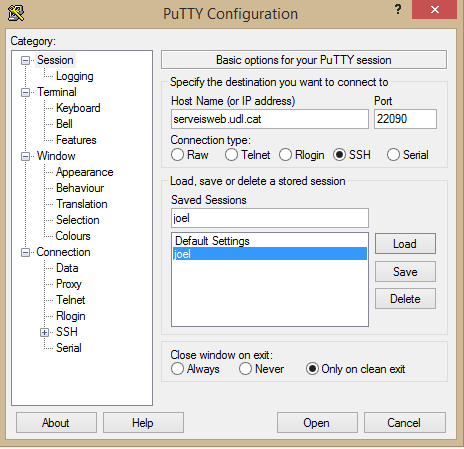 PuTTY Configuration
? x
Category:
Session
Logging
Terminal
Keyboard
Bell
Features
Window
Appearance
Behaviour
Translation
Selection
Colours
Connection
Data
Proxy
Telnet
Rlogin
SSH
Serial
Basic options for your PuTTY session
Specify the destination you want to connect to
Host Name (or IP address) Port
serveisweb.udl.cat 22090
Connection type:
Raw Telnet Rlogin SSH Serial
Load, save or delete a stored session
Saved Sessions
joel
Default Settings
joel
Load
Save
Delete
Close window on exit:
Always Never Only on clean exit
About Help Open Cancel